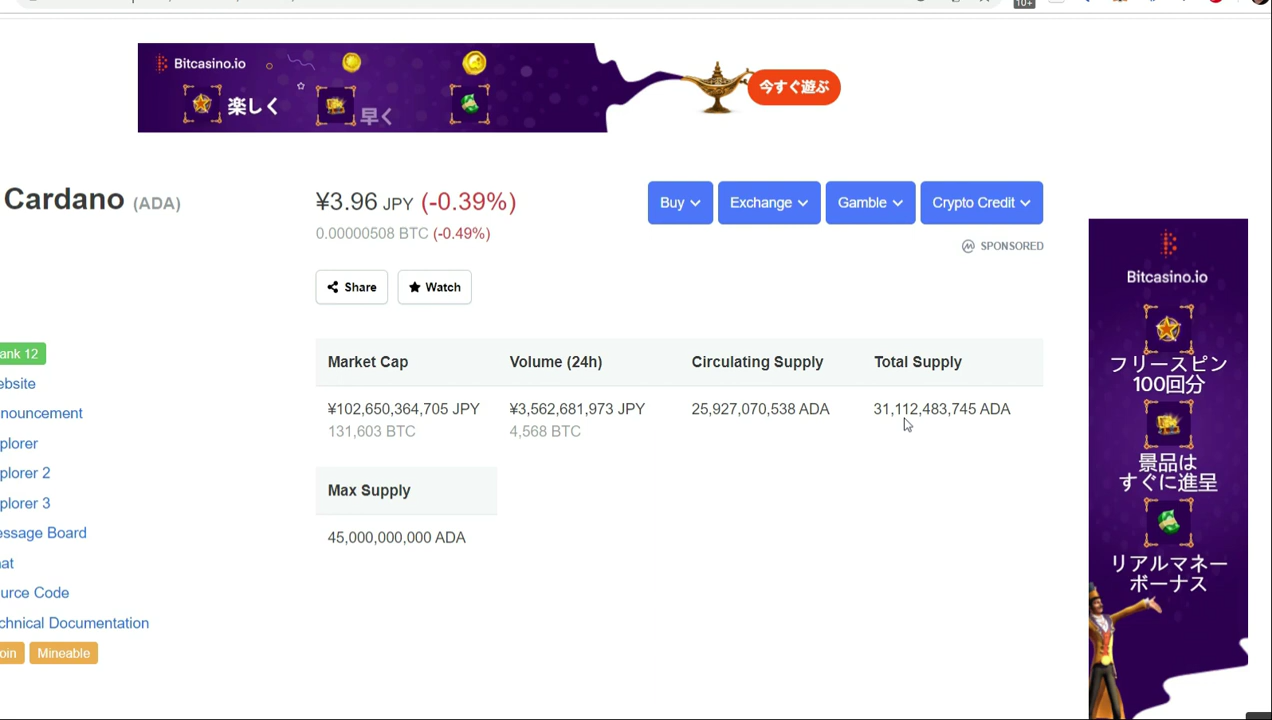 10+
Bitcasino.io
楽しく
早く
今すぐ遊ぶ
Cardano (ADA)
¥3.96 JPY (-0.39%)
0.00000508 BTC (-0.49%)
Buy
Exchange
Gamble
Crypto Credit
SPONSORED
Share
Watch
ank 12
ebsite
nouncement
plorer
plorer 2
plorer 3
essage Board
at
urce Code
chnical Documentation
oin
Mineable
Market Cap
Volume (24h)
Circulating Supply
Total Supply
¥102,650,364,705 JPY
¥3,562,681,973 JPY
25,927,070,538 ADA
31,112,483,745 ADA
131,603 BTC
4,568 BTC
Max Supply
45,000,000,000 ADA
Bitcasino.io
フリースピン
100回分
景品は
すぐに進呈
リアルマネー
ボーナス